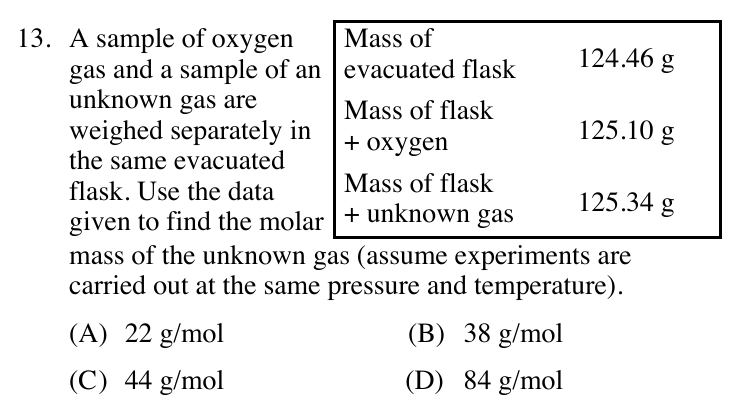 13. A sample of oxygen
gas and a sample of an
unknown gas are
weighed separately in
the same evacuated
flask. Use the data
given to find the molar
Mass of
evacuated flask 124.46 g
Mass of flask
+ oxygen 125.10 g
Mass of flask
+ unknown gas 125.34 g
mass of the unknown gas (assume experiments are
carried out at the same pressure and temperature).
(A) 22 g/mol (B) 38 g/mol
(C) 44 g/mol (D) 84 g/mol